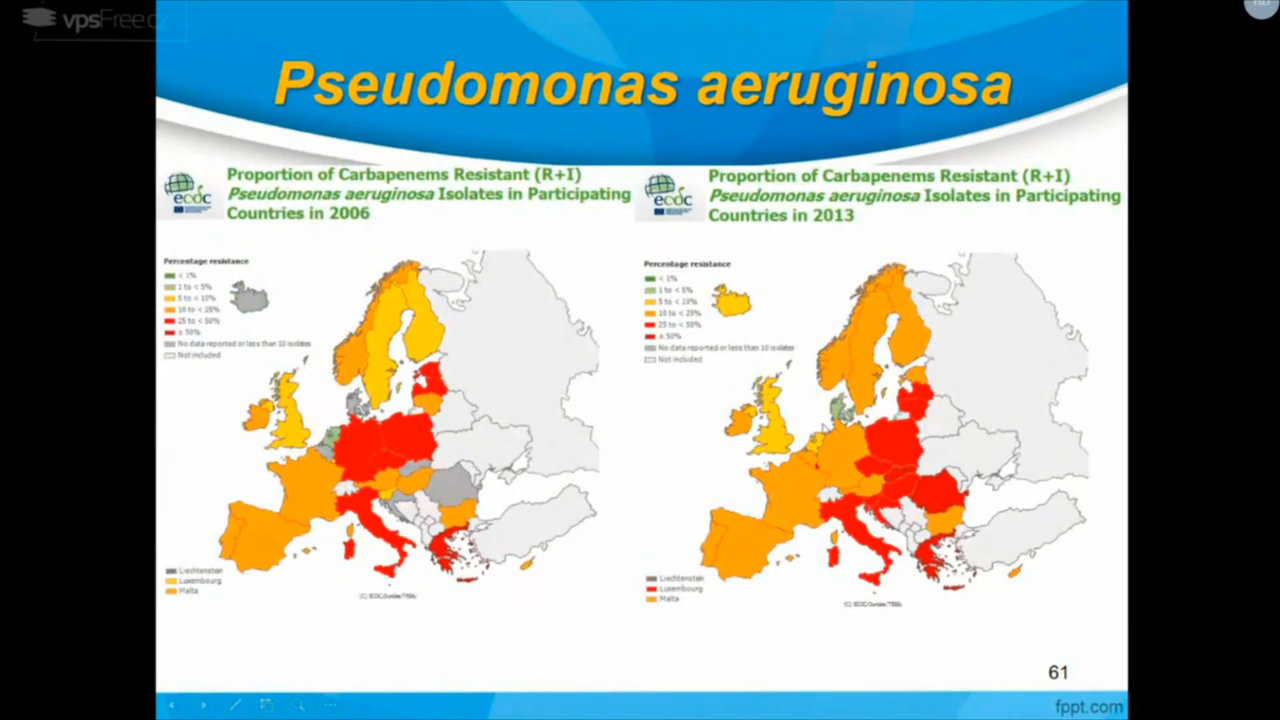 vpsFree.cz
HD
Pseudomonas aeruginosa
ecdc
Proportion of Carbapenems Resistant (R+I)
Pseudomonas aeruginosa Isolates in Participating
Countries in 2006
ecdc
Proportion of Carbapenems Resistant (R+I)
Pseudomonas aeruginosa Isolates in Participating
Countries in 2013
Percentage resistance
< 1%
1 to < 5%
5 to < 10%
10 to < 25%
25 to < 50%
≥ 50%
No data reported or less than 10 isolates
Not included
Liechtenstein
Luxembourg
Malta
Percentage resistance
< 1%
1 to < 5%
5 to < 10%
10 to < 25%
25 to < 50%
≥ 50%
No data reported or less than 10 isolates
Not included
Liechtenstein
Luxembourg
Malta
61
fppt.com